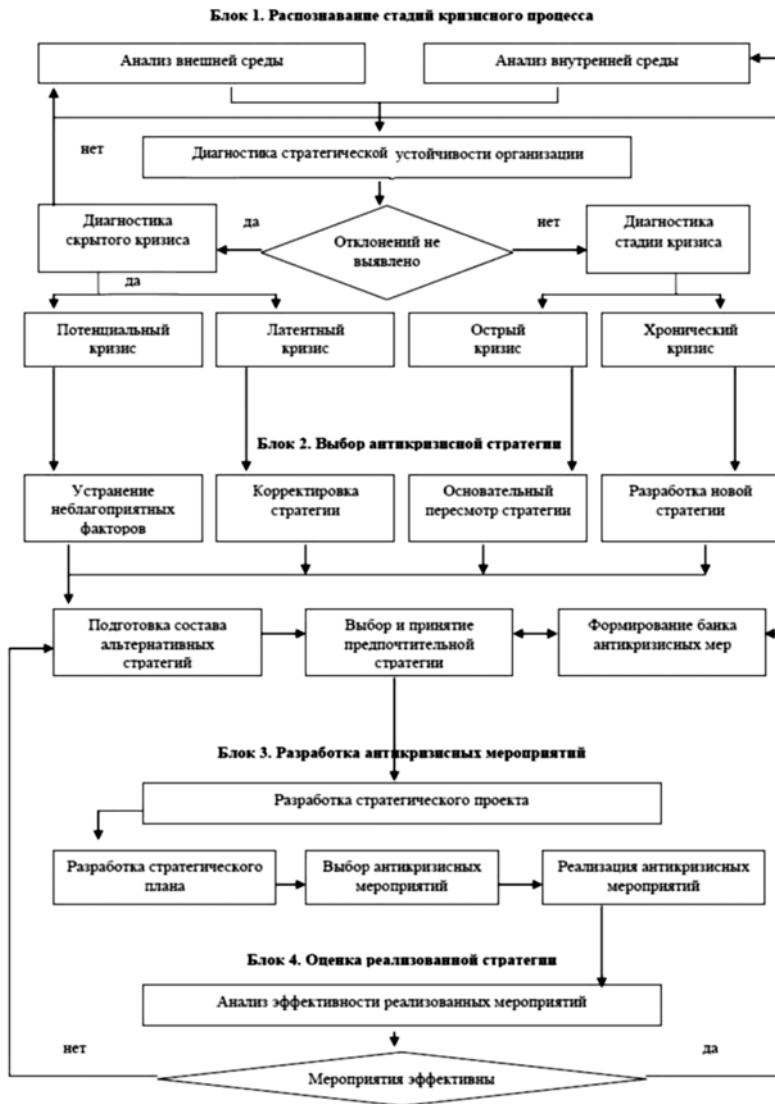 Блок 1. Распознавание стадий кризисного процесса
Анализ внешней среды
Анализ внутренней среды
нет
Диагностика стратегической устойчивости организации
Диагностика
скрытого кризиса
да
Отклонений не
выявлено
нет
Диагностика
стадии кризиса
да
Потенциальный
кризис
Латентный
кризис
Острый
кризис
Хронический
кризис
Блок 2. Выбор антикризисной стратегии
Устранение
неблагоприятных
факторов
Корректировка
стратегии
Основательный
пересмотр стратегии
Разработка новой
стратегии
Подготовка состава
альтернативных
стратегий
Выбор и принятие
предпочтительной
стратегии
Формирование банка
антикризисных мер
Блок 3. Разработка антикризисных мероприятий
Разработка стратегического проекта
Разработка стратегического
плана
Выбор антикризисных
мероприятий
Реализация антикризисных
мероприятий
Блок 4. Оценка реализованной стратегии
Анализ эффективности реализованных мероприятий
нет
да
Мероприятия эффективны